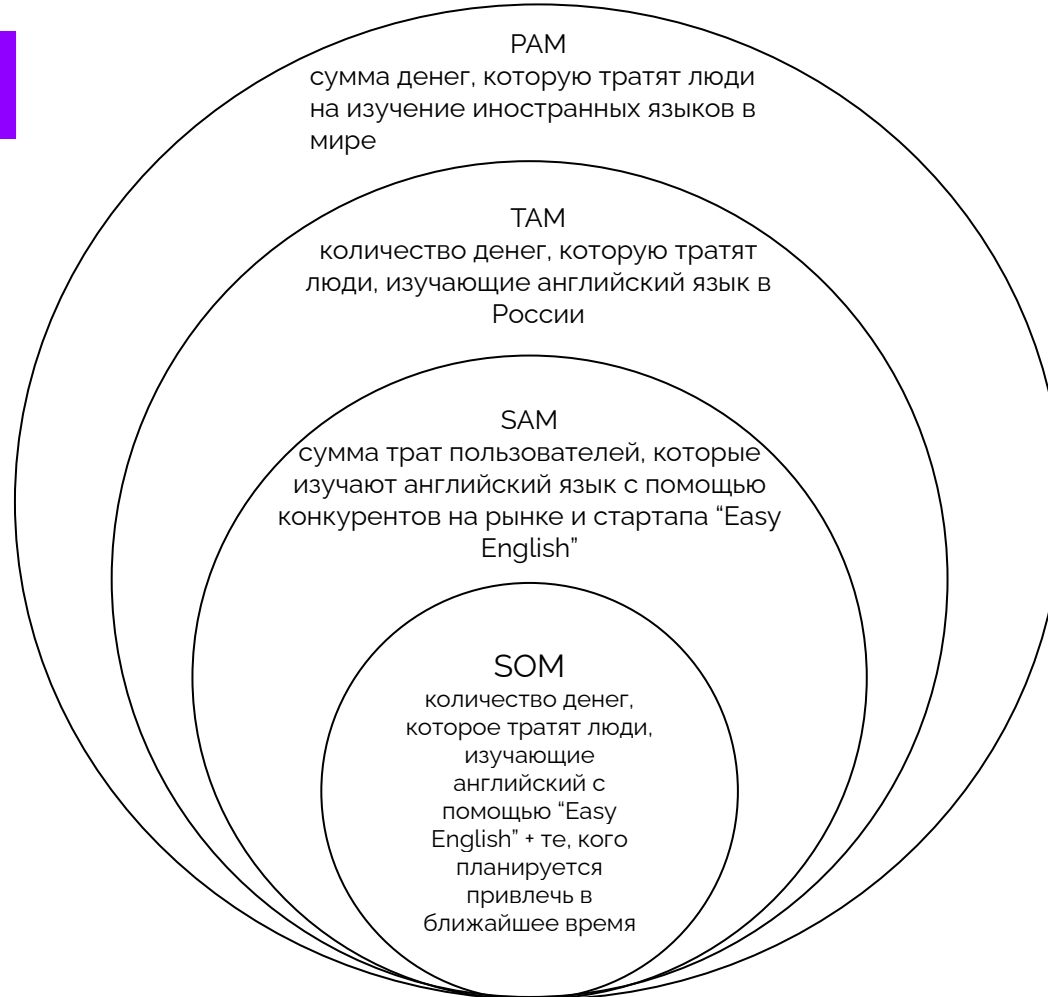 PAM
сумма денег, которую тратят люди
на изучение иностранных языков в
мире
TAM
количество денег, которую тратят
люди, изучающие английский язык в
России
SAM
сумма трат пользователей, которые
изучают английский язык с помощью
конкурентов на рынке и стартапа “Easy
English”
SOM
количество денег,
которое тратят люди,
изучающие
английский с
помощью “Easy
English” + те, кого
планируется
привлечь в
ближайшее время